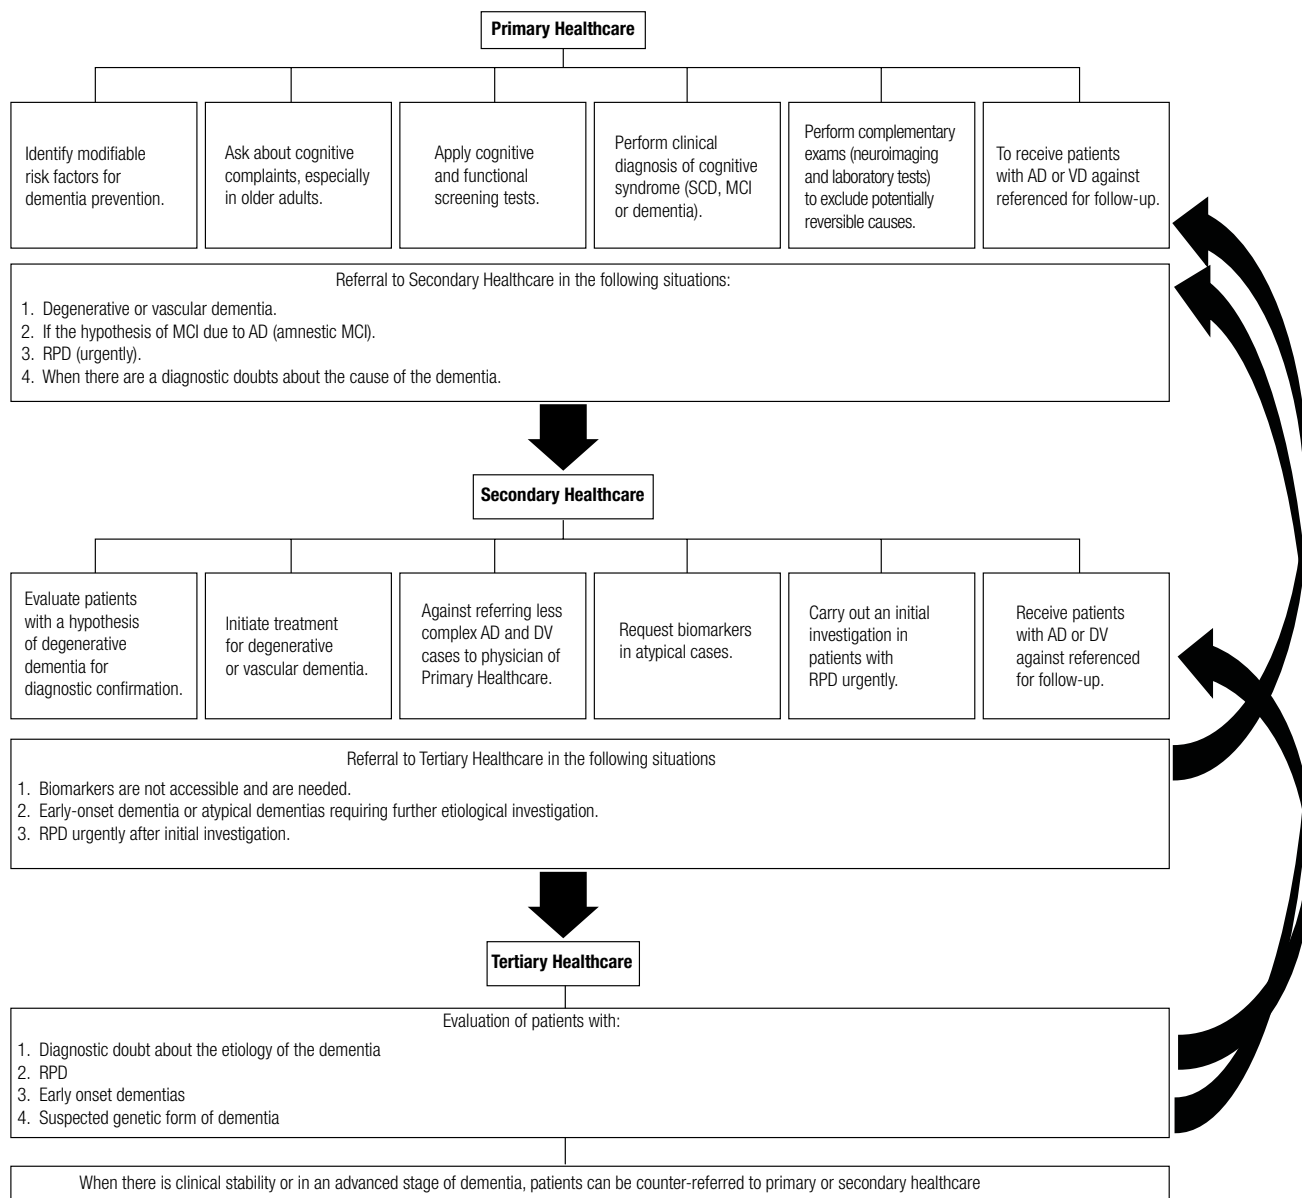 Primary Healthcare
Identify modifiable
risk factors for
dementia prevention.
Ask about cognitive
complaints, especially
in older adults.
Apply cognitive
and functional
screening tests.
Perform clinical
diagnosis of cognitive
syndrome (SCD, MCI
or dementia).
Perform complementary
exams (neuroimaging
and laboratory tests)
to exclude potentially
reversible causes.
To receive patients
with AD or VD against
referenced for follow-up.
Referral to Secondary Healthcare in the following situations:
1. Degenerative or vascular dementia.
2. If the hypothesis of MCI due to AD (amnestic MCI).
3. RPD (urgently).
4. When there are a diagnostic doubts about the cause of the dementia.
Secondary Healthcare
Evaluate patients
with a hypothesis
of degenerative
dementia for
diagnostic confirmation.
Initiate treatment
for degenerative
or vascular dementia.
Against referring less
complex AD and DV
cases to physician of
Primary Healthcare.
Request biomarkers
in atypical cases.
Carry out an initial
investigation in
patients with
RPD urgently.
Receive patients
with AD or DV
against referenced
for follow-up.
Referral to Tertiary Healthcare in the following situations
1. Biomarkers are not accessible and are needed.
2. Early-onset dementia or atypical dementias requiring further etiological investigation.
3. RPD urgently after initial investigation.
Tertiary Healthcare
Evaluation of patients with:
1. Diagnostic doubt about the etiology of the dementia
2. RPD
3. Early onset dementias
4. Suspected genetic form of dementia
When there is clinical stability or in an advanced stage of dementia, patients can be counter-referred to primary or secondary healthcare